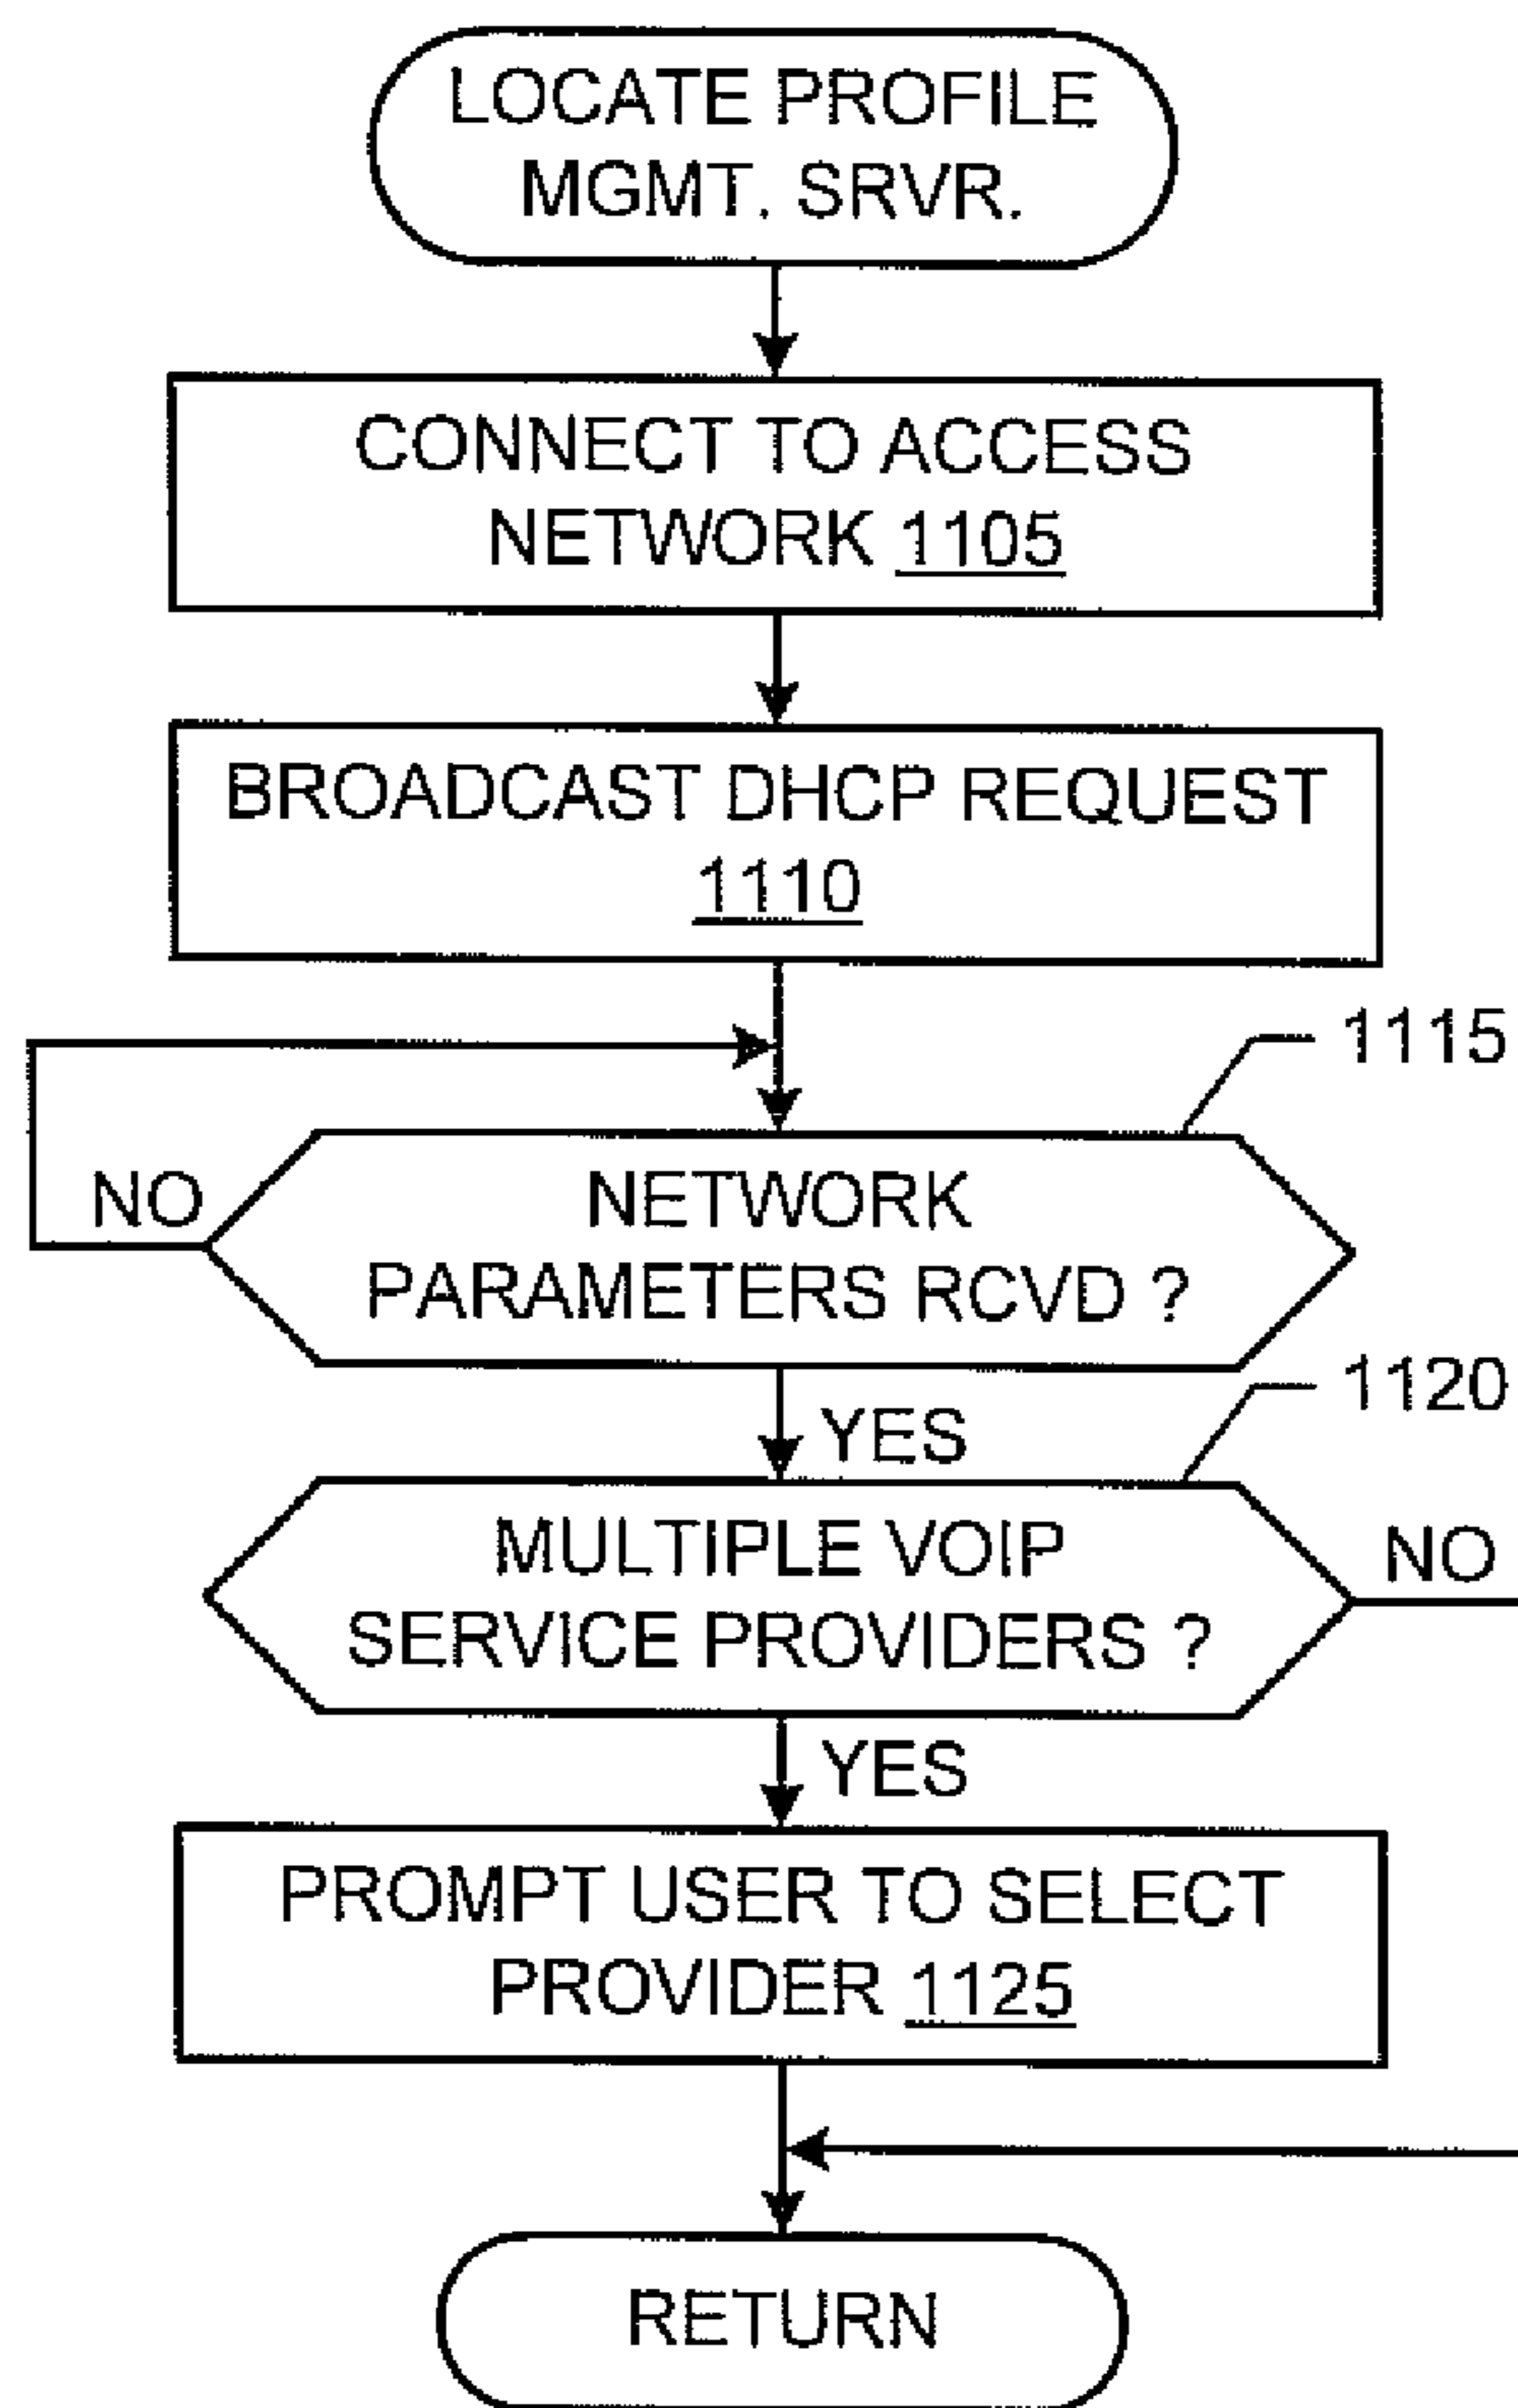 LOCATE PROFILE
MGMT. SRVR.
CONNECT TO ACCESS
NETWORK 1105
BROADCAST DHCP REQUEST
1110
1115
NO
NETWORK
PARAMETERS RCVD ?
1120
YES
MULTIPLE VOIP
SERVICE PROVIDERS ?
NO
YES
PROMPT USER TO SELECT
PROVIDER 1125
RETURN